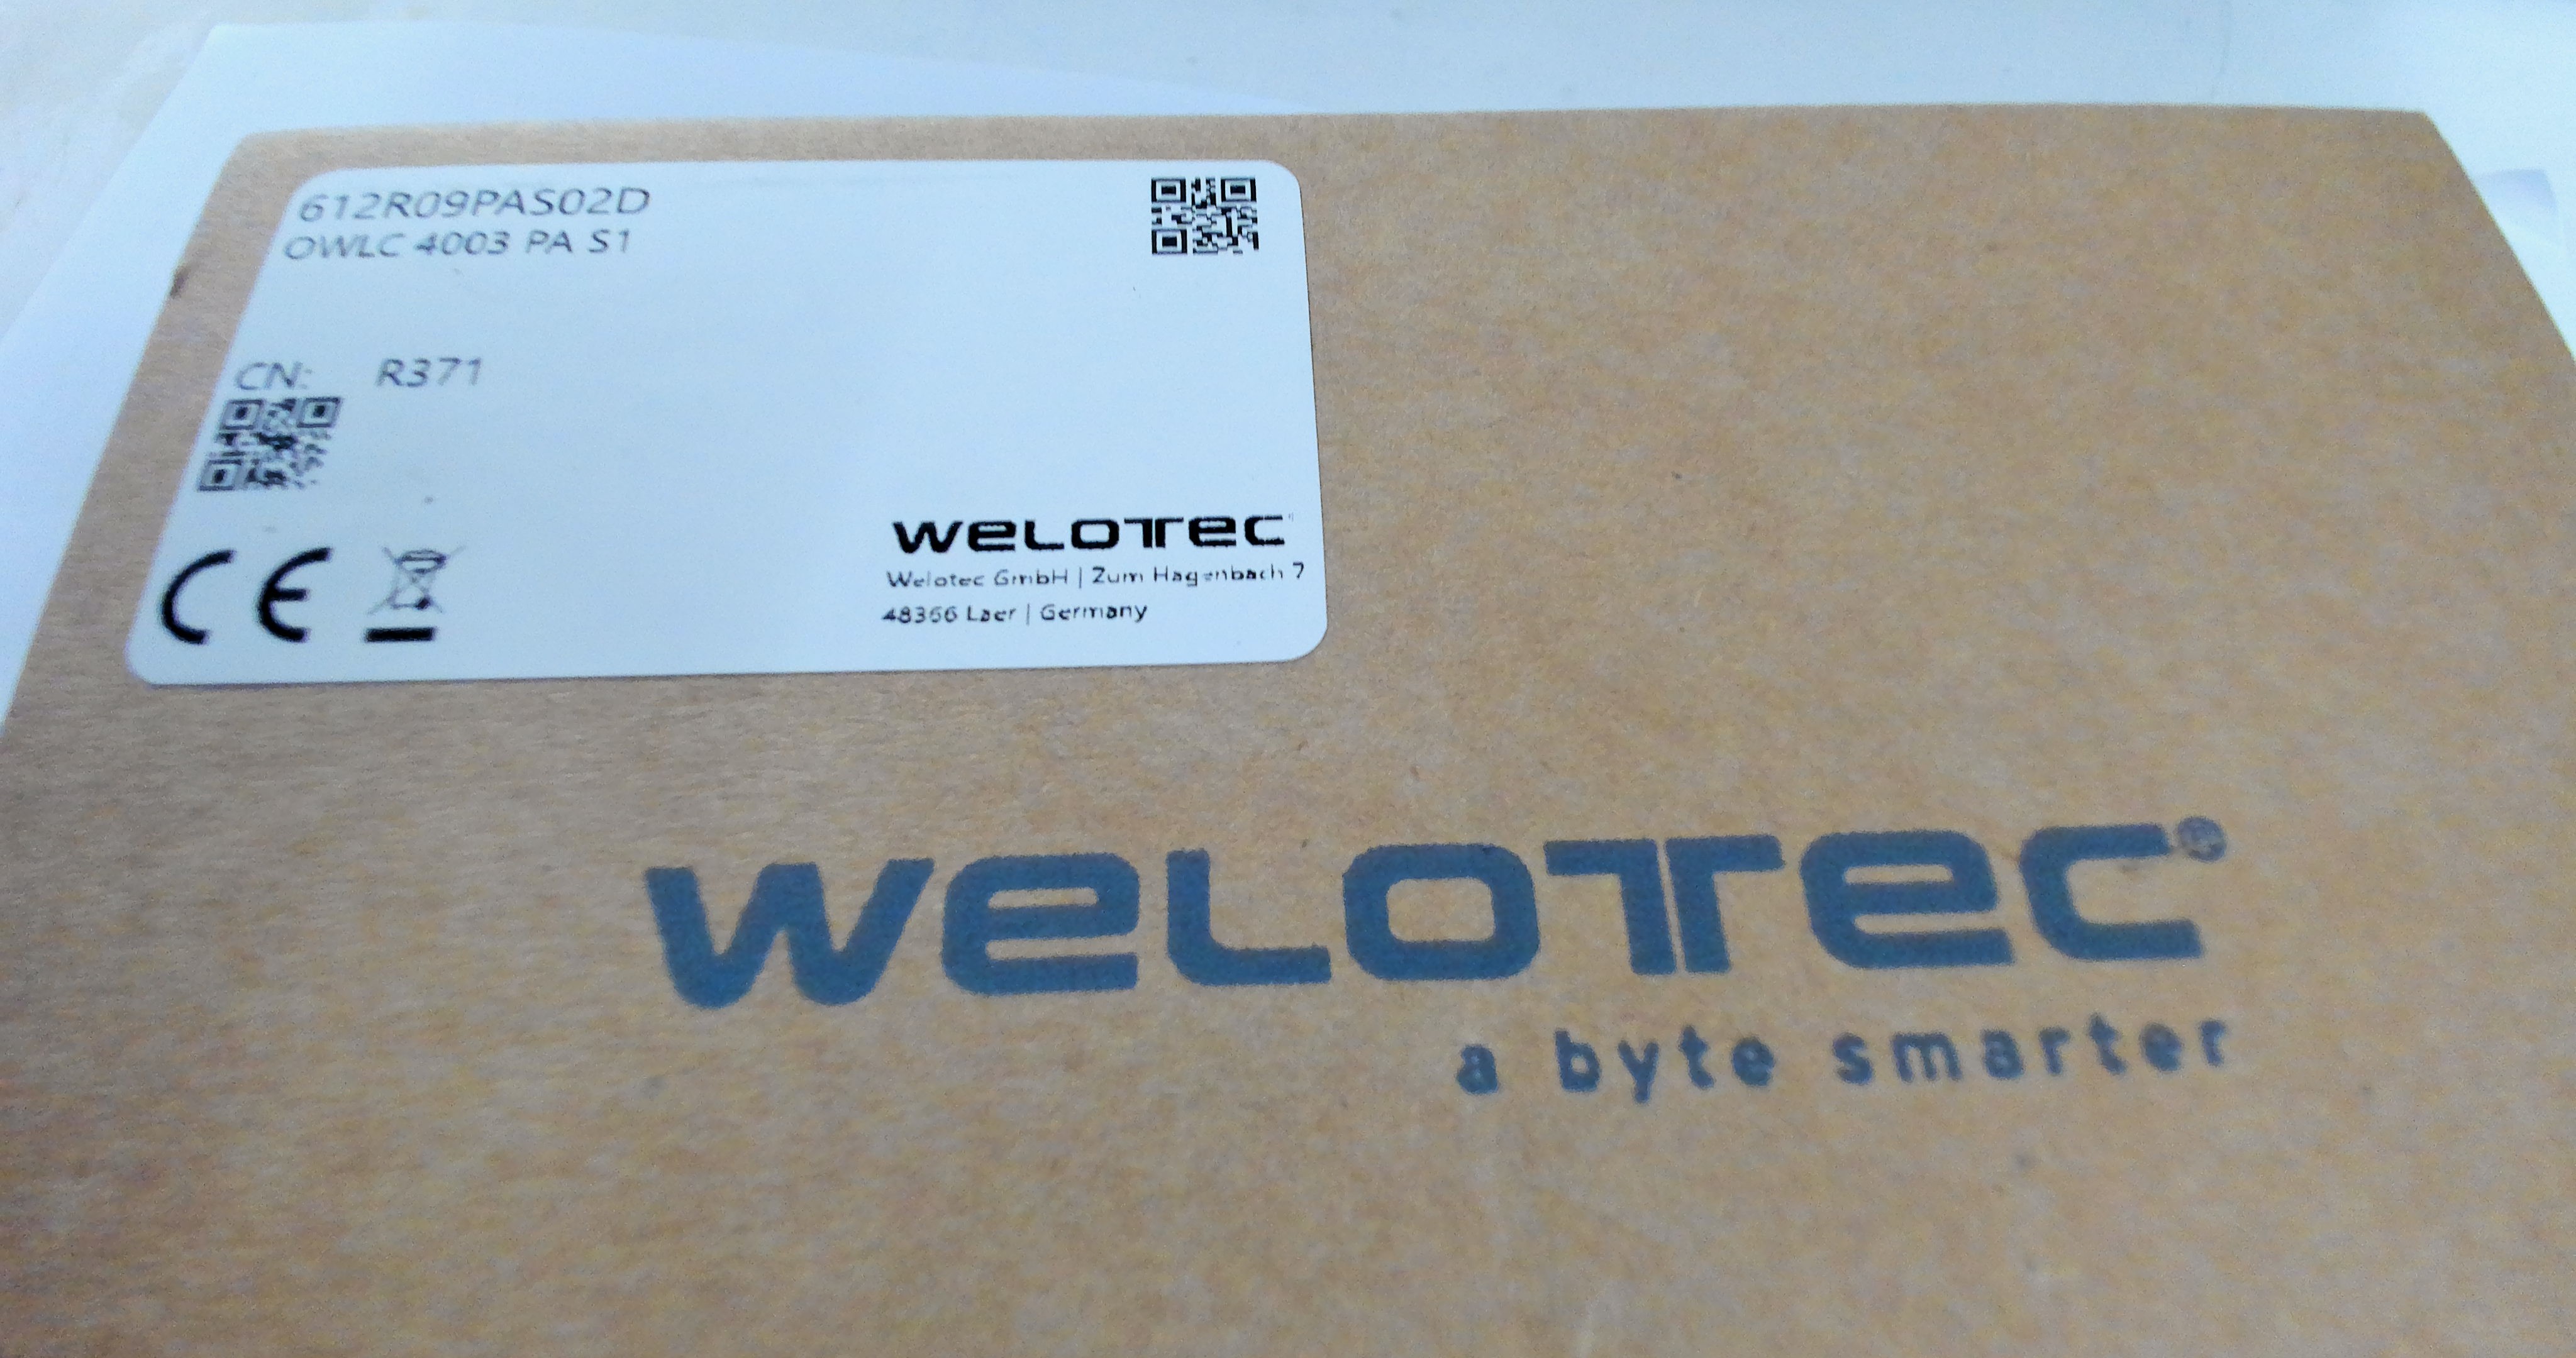 612R09PAS02D
OWLC 4003 PA S1
CN: R371
CE
WELOTEC
Welotec GmbH | Zum Hagenbach 7
48366 Laer | Germany
WELOTEC®
a byte smarter